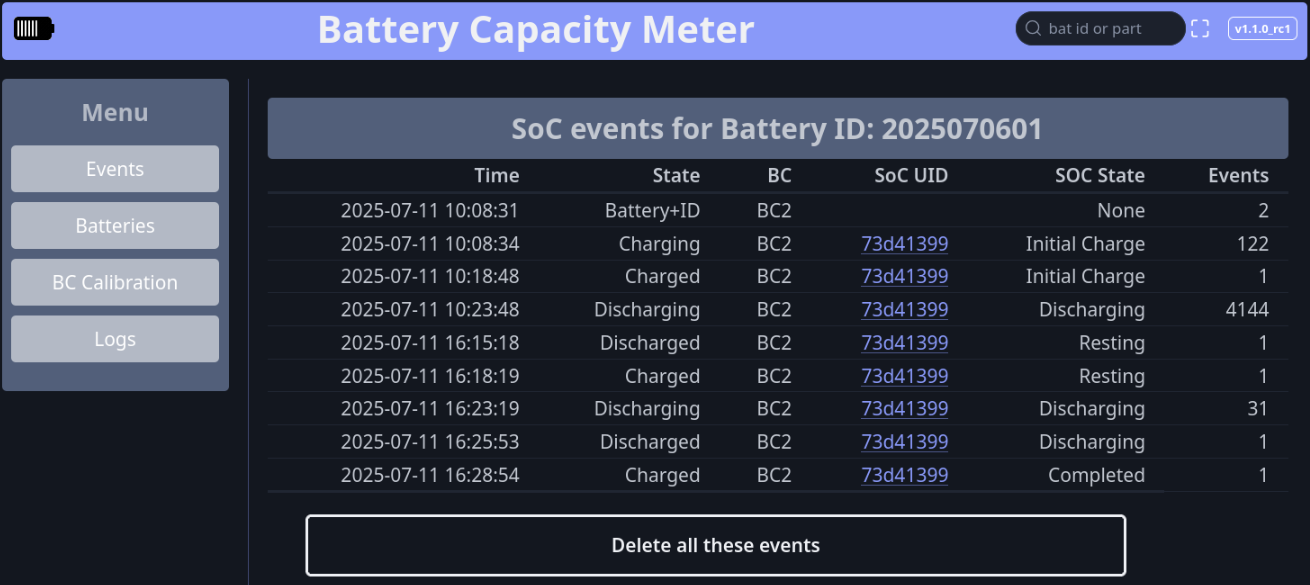 Battery Capacity Meter
bat id or part
v1.1.0_rc1
Menu
Events
Batteries
BC Calibration
Logs
SoC events for Battery ID: 2025070601
Time State BC SoC UID SOC State Events
2025-07-11 10:08:31 Battery+ID BC2 None 2
2025-07-11 10:08:34 Charging BC2 73d41399 Initial Charge 122
2025-07-11 10:18:48 Charged BC2 73d41399 Initial Charge 1
2025-07-11 10:23:48 Discharging BC2 73d41399 Discharging 4144
2025-07-11 16:15:18 Discharged BC2 73d41399 Resting 1
2025-07-11 16:18:19 Charged BC2 73d41399 Resting 1
2025-07-11 16:23:19 Discharging BC2 73d41399 Discharging 31
2025-07-11 16:25:53 Discharged BC2 73d41399 Discharging 1
2025-07-11 16:28:54 Charged BC2 73d41399 Completed 1
Delete all these events